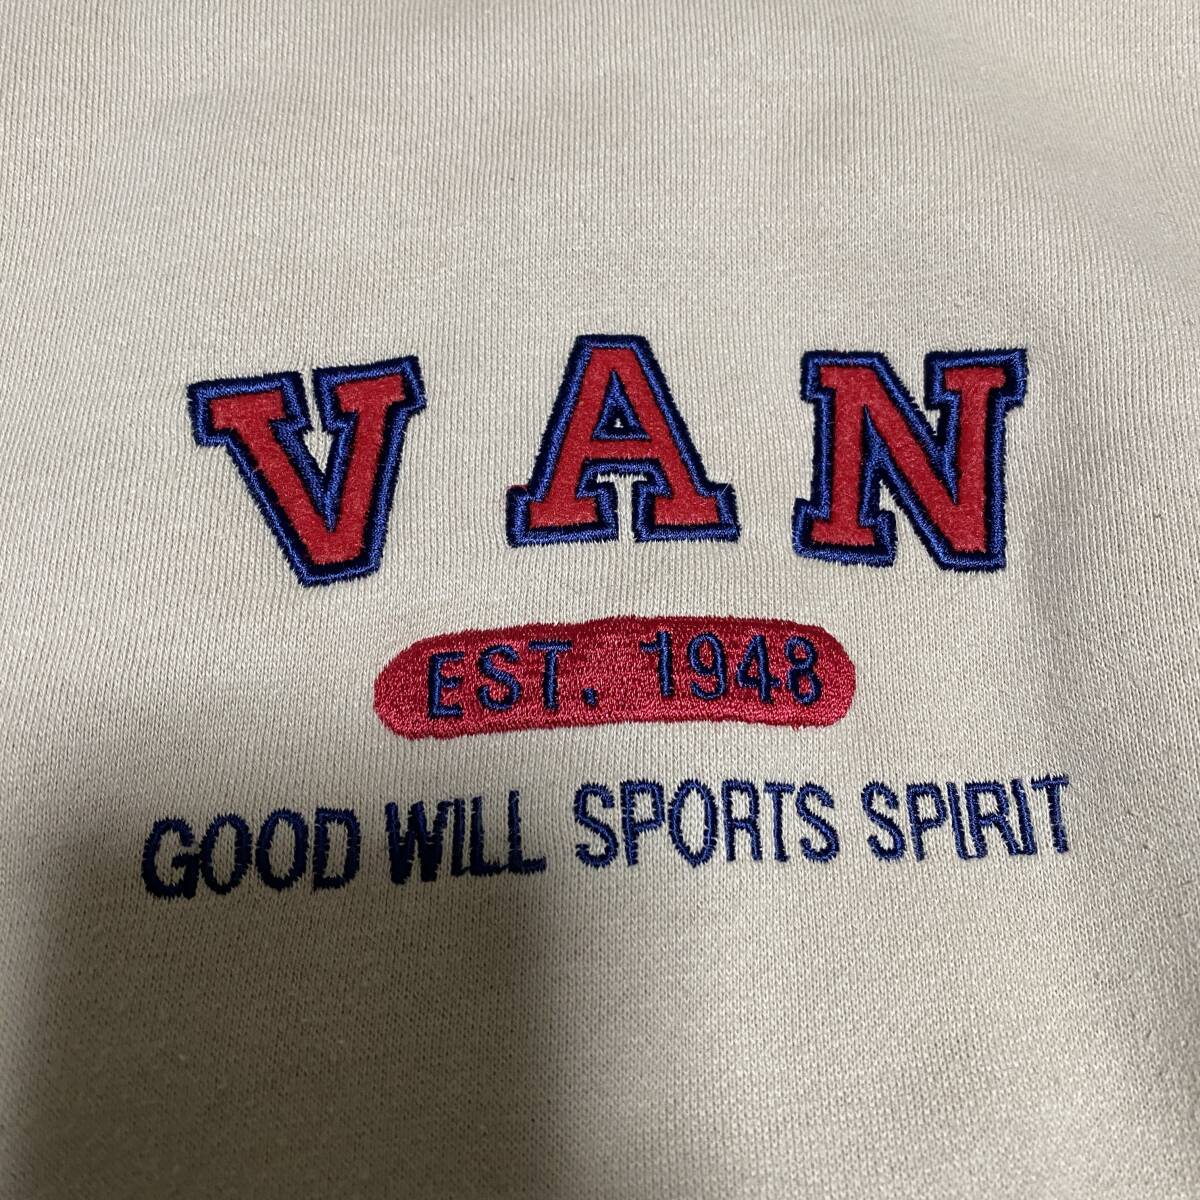 VAN
EST. 1948
GOOD WILL SPORTS SPIRIT